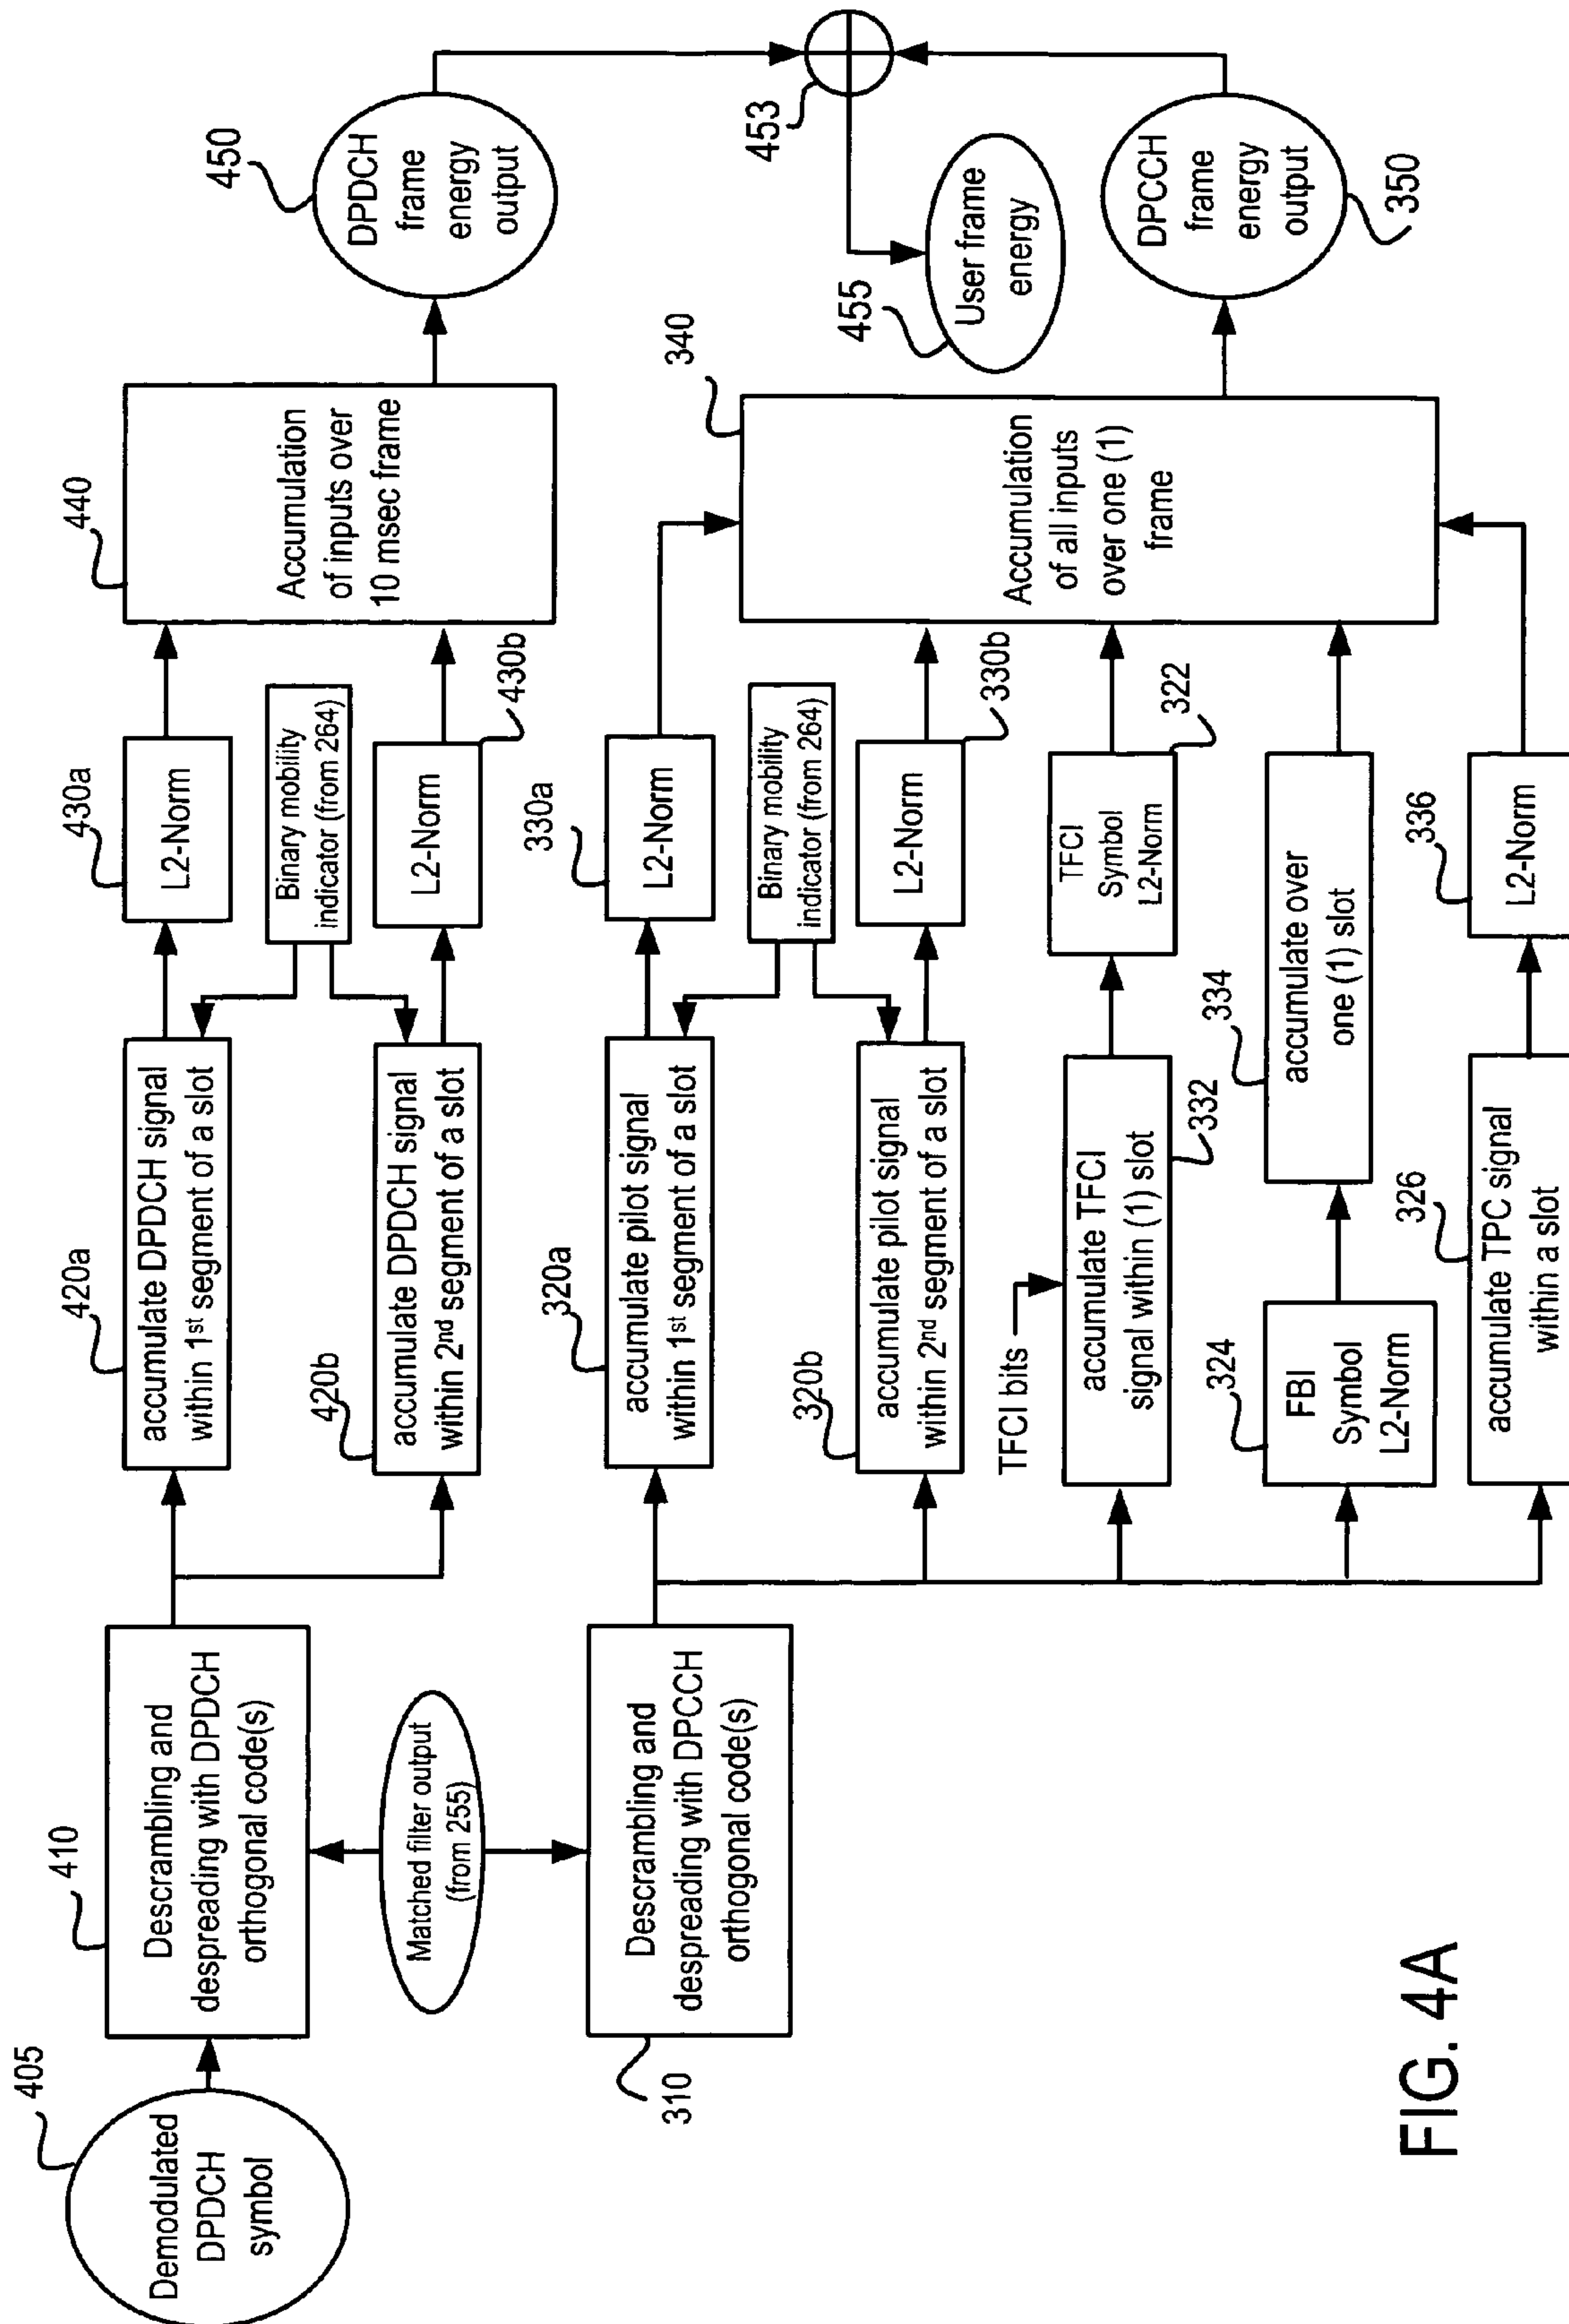 405
Demodulated
DPDCH
symbol
410
Descrambling and
despreading with DPDCH
orthogonal code(s)
Matched filter output
(from 255)
Descrambling and
despreading with DPCCH
orthogonal code(s)
310
420a
accumulate DPDCH signal
within 1st segment of a slot
420b
accumulate DPDCH signal
within 2nd segment of a slot
430a
L2-Norm
Binary mobility
indicator (from 264)
L2-Norm
430b
440
Accumulation
of inputs over
10 msec frame
450
DPDCH
frame
energy
output
320a
accumulate pilot signal
within 1st segment of a slot
320b
accumulate pilot signal
within 2nd segment of a slot
330a
L2-Norm
Binary mobility
indicator (from 264)
L2-Norm
330b
TFCI bits
accumulate TFCI
signal within (1) slot
332
TFCI
Symbol
L2-Norm
322
324
FBI
Symbol
L2-Norm
334
accumulate over
one (1) slot
326
accumulate TPC signal
within a slot
336
L2-Norm
340
Accumulation
of all inputs
over one (1)
frame
453
455
User frame
energy
DPCCH
frame
energy
output
350
FIG. 4A